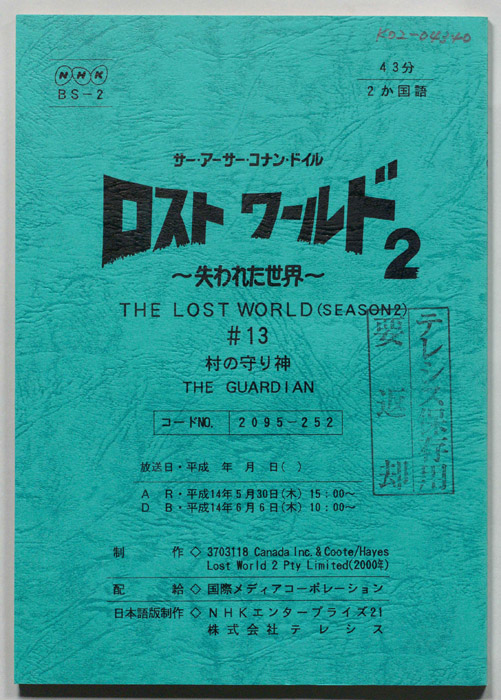 K02-04340
NHK
BS-2
43分
2か国語
サー・アーサー・コナン・ドイル
ロスト ワールド2
～失われた世界～
THE LOST WORLD(SEASON2)
#13
村の守り神
THE GUARDIAN
コードNO. 2095-252
テレシス保存用
要返却
放送日・平成 年 月 日( )
A R・平成14年5月30日(木) 15:00～
D B・平成14年6月6日(木) 10:00～
制 作◇3703118 Canada Inc.&Coote/Hayes
Lost World 2 Pty Limited(2000年)
配 給◇国際メディアコーポレーション
日本語版制作◇NHKエンタープライズ21
株式会社テレシス